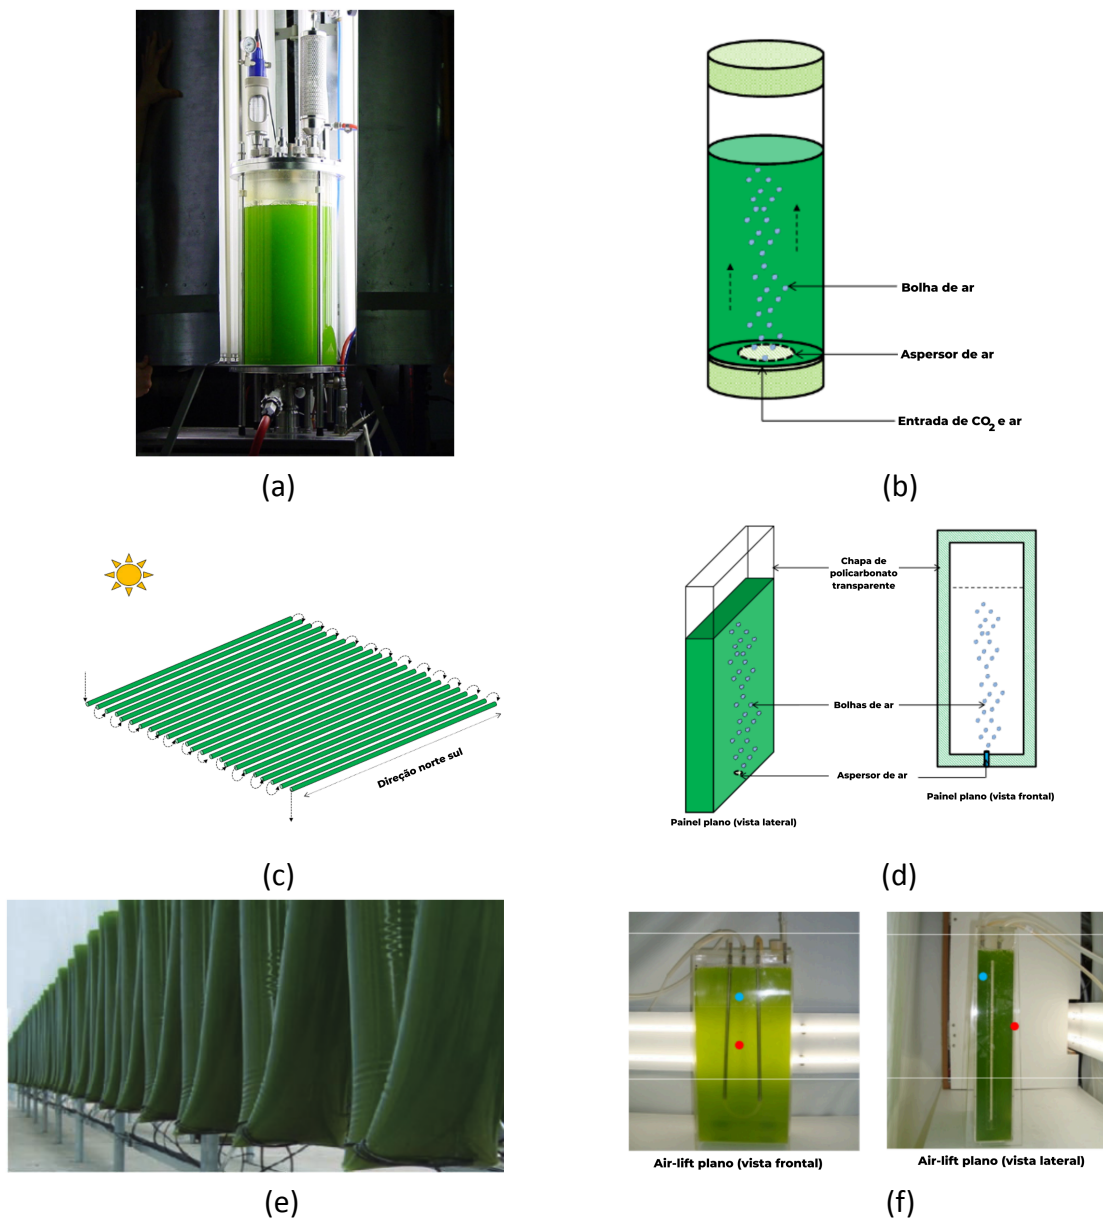 Bolha de ar
Aspersor de ar
Entrada de CO2 e ar
(a)
(b)
Direção norte sul
Chapa de
policarbonato
transparente
Bolhas de ar
Aspersor de ar
Painel plano (vista lateral)
Painel plano (vista frontal)
(c)
(d)
Air-lift plano (vista frontal)
Air-lift plano (vista lateral)
(e)
(f)